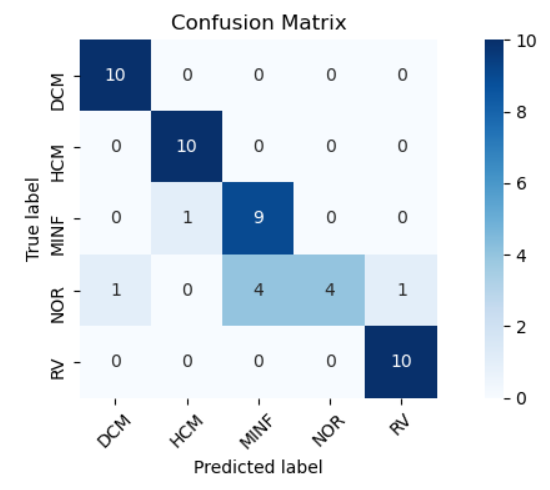 Confusion Matrix
True label
DCM 10 0 0 0 0
HCM 0 10 0 0 0
MINF 0 1 9 0 0
NOR 1 0 4 4 1
RV 0 0 0 0 10
DCM HCM MINF NOR RV
Predicted label
10
8
6
4
2
0